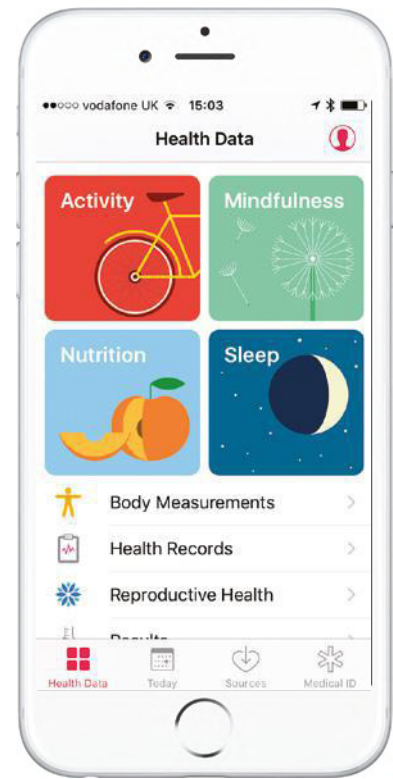 vodafone UK 15:03
Health Data
Activity
Mindfulness
Nutrition
Sleep
Body Measurements
Health Records
Reproductive Health
Results
Health Data
Today
Sources
Medical ID